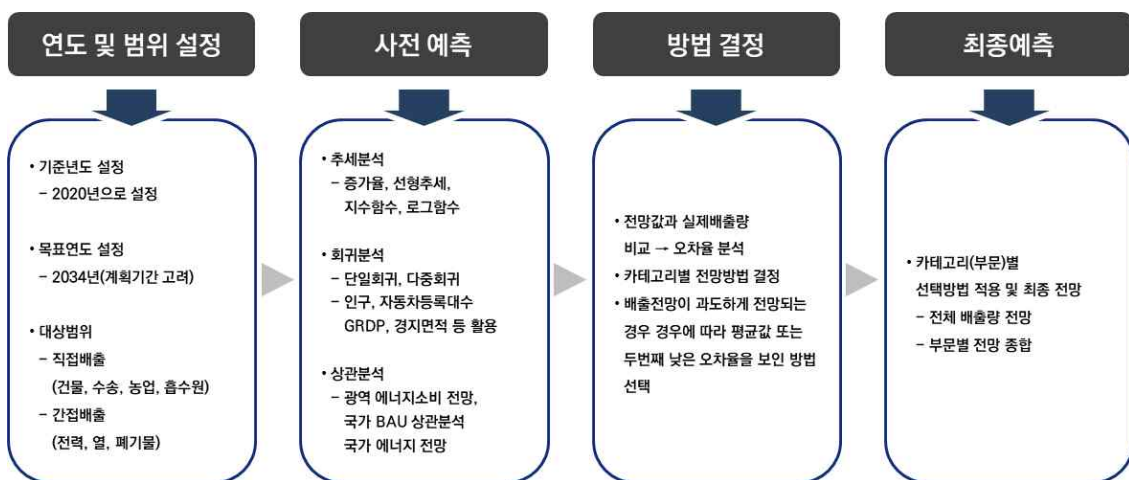 연도 및 범위 설정
• 기준년도 설정
– 2020년으로 설정
• 목표연도 설정
– 2034년(계획기간 고려)
• 대상범위
– 직접배출
(건물, 수송, 농업, 흡수원)
– 간접배출
(전력, 열, 폐기물)
사전 예측
• 추세분석
– 증가율, 선형추세,
지수함수, 로그함수
• 회귀분석
– 단일회귀, 다중회귀
– 인구, 자동차등록대수
GRDP, 경지면적 등 활용
• 상관분석
– 광역 에너지소비 전망,
국가 BAU 상관분석
국가 에너지 전망
방법 결정
• 전망값과 실제배출량
비교 → 오차율 분석
• 카테고리별 전망방법 결정
• 배출전망이 과도하게 전망되는
경우 경우에 따라 평균값 또는
두번째 낮은 오차율을 보인 방법
선택
최종예측
• 카테고리(부문)별
선택방법 적용 및 최종 전망
– 전체 배출량 전망
– 부문별 전망 종합